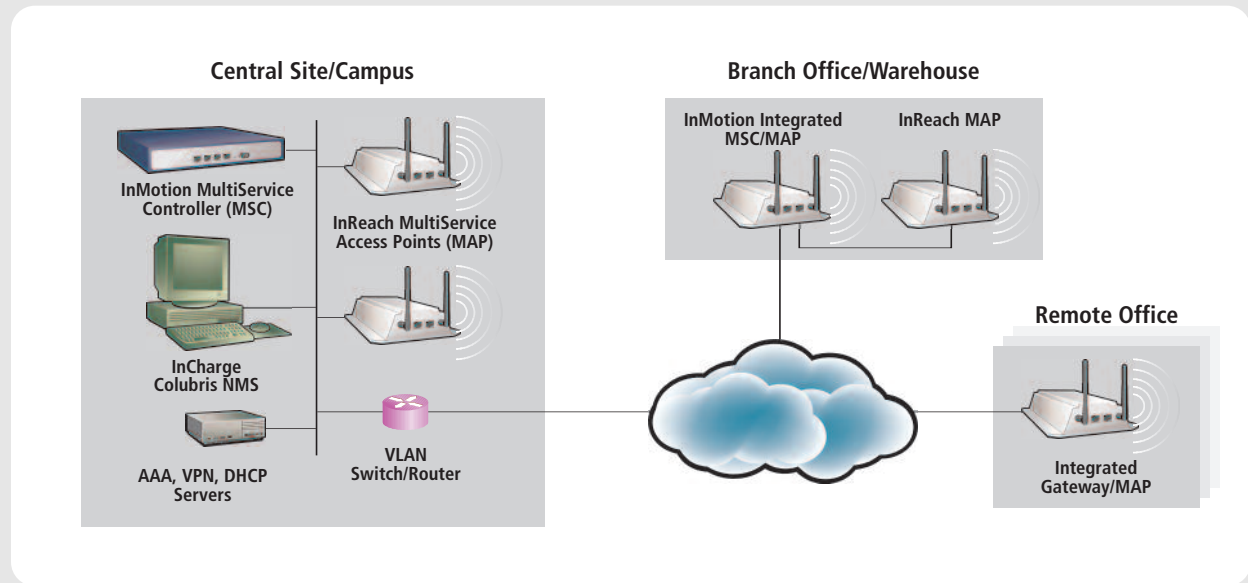 Central Site/Campus
InMotion MultiService
Controller (MSC)
InReach MultiService
Access Points (MAP)
InCharge
Colubris NMS
AAA, VPN, DHCP
Servers
VLAN
Switch/Router
Branch Office/Warehouse
InMotion Integrated
MSC/MAP
InReach MAP
Remote Office
Integrated
Gateway/MAP